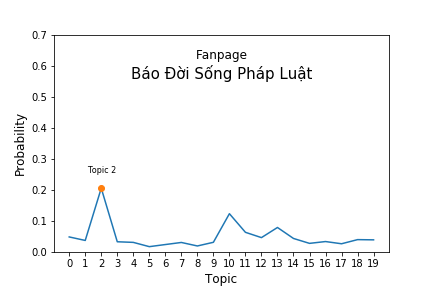 Fanpage
Báo Đời Sống Pháp Luật
Topic 2
Probability
0.7
0.6
0.5
0.4
0.3
0.2
0.1
0.0
0 1 2 3 4 5 6 7 8 9 10 11 12 13 14 15 16 17 18 19
Topic